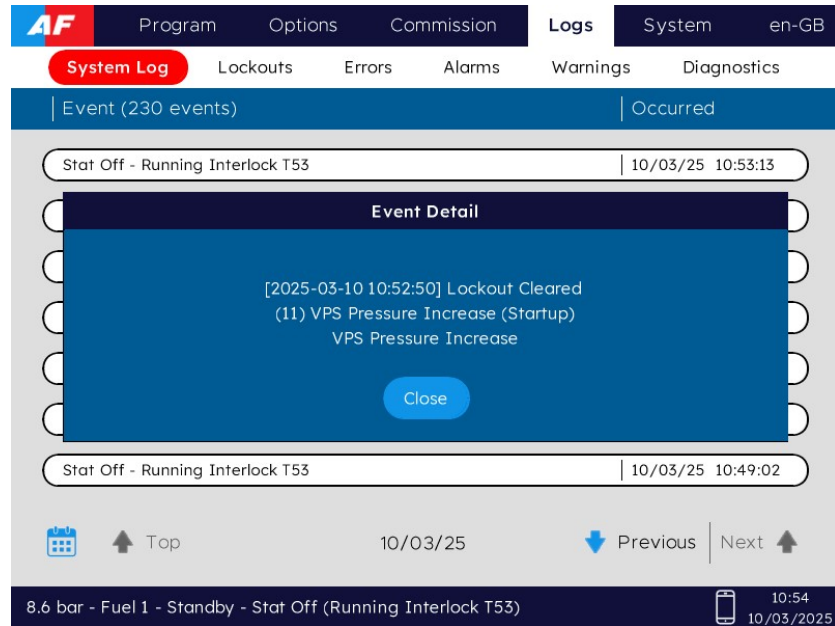 AF Program Options Commission Logs System en-GB
System Log Lockouts Errors Alarms Warnings Diagnostics
Event (230 events) Occurred
Stat Off - Running Interlock T53 10/03/25 10:53:13
Event Detail
[2025-03-10 10:52:50] Lockout Cleared
(11) VPS Pressure Increase (Startup)
VPS Pressure Increase
Close
Stat Off - Running Interlock T53 10/03/25 10:49:02
Top 10/03/25 Previous Next
8.6 bar - Fuel 1 - Standby - Stat Off (Running Interlock T53) 10:54
10/03/2025